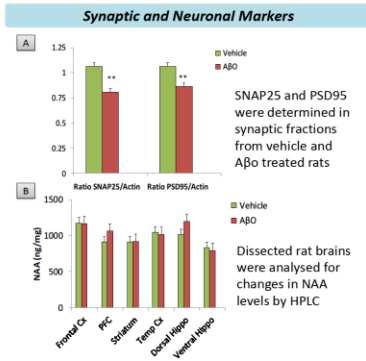 Synaptic and Neuronal Markers
A
1.25
1
0.75
0.5
0.25
0
**
**
Vehicle
AβO
Ratio SNAP25/Actin
Ratio PSD95/Actin
SNAP25 and PSD95
were determined in
synaptic fractions
from vehicle and
Aβo treated rats
B
NAA (ng/mg)
1500
1000
500
0
Vehicle
AβO
Frontal Cx
PFC
Striatum
Temp Cx
Dorsal Hippo
Ventral Hippo
Dissected rat brains
were analysed for
changes in NAA
levels by HPLC